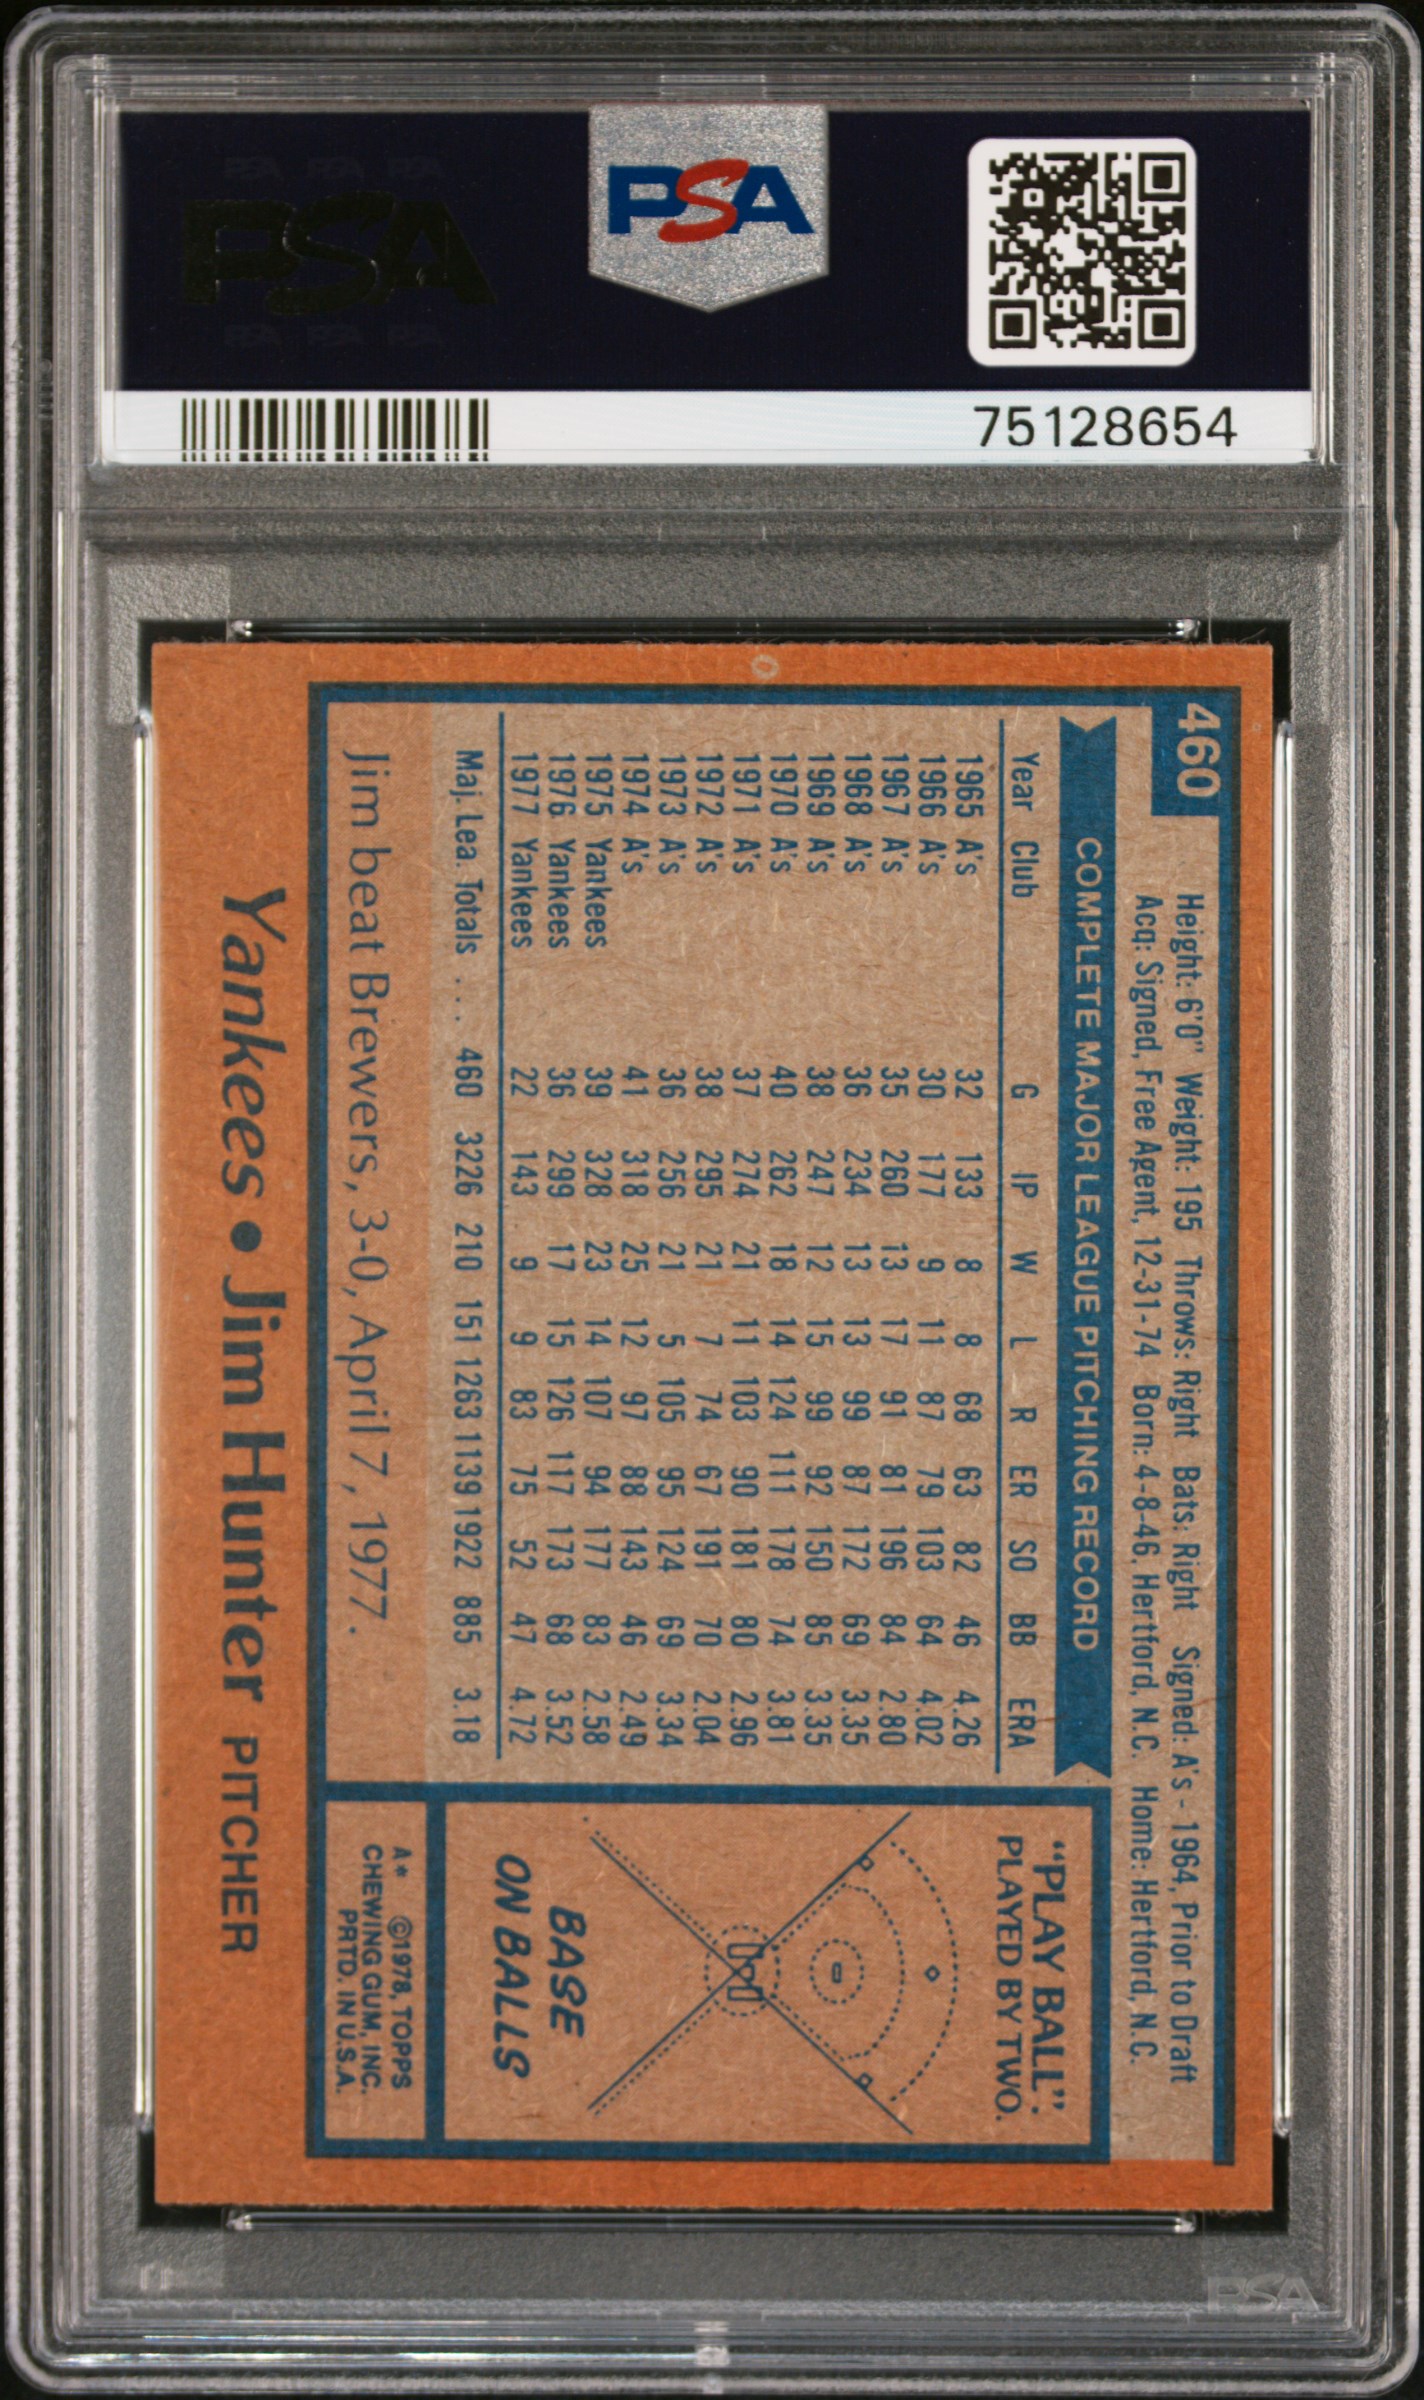 PSA PSA PSA
PSA
PSA PSA PSA
PSA
75128654
460
Height: 6'0" Weight: 195 Throws: Right Bats: Right Signed: A's - 1964, Prior to Draft
Acq: Signed, Free Agent, 12-31-74 Born: 4-8-46, Hertford, N.C. Home: Hertford, N.C.
COMPLETE MAJOR LEAGUE PITCHING RECORD
Year Club G IP W L R ER SO BB ERA
1965 A's 32 133 8 8 68 63 82 46 4.26
1966 A's 30 177 9 11 87 79 103 64 4.02
1967 A's 35 260 13 17 91 81 196 84 2.80
1968 A's 36 234 13 13 99 87 172 69 3.35
1969 A's 38 247 12 15 99 92 150 85 3.35
1970 A's 40 262 18 14 124 111 178 74 3.81
1971 A's 37 274 21 11 103 90 181 80 2.96
1972 A's 38 295 21 7 74 67 191 70 2.04
1973 A's 36 256 21 5 105 95 124 69 3.34
1974 A's 41 318 25 12 97 88 143 46 2.49
1975 Yankees 39 328 23 14 107 94 177 83 2.58
1976 Yankees 36 299 17 15 126 117 173 68 3.52
1977 Yankees 22 143 9 9 83 75 52 47 4.72
Maj. Lea. Totals ... 460 3226 210 151 1263 1139 1922 885 3.18
Jim beat Brewers, 3-0, April 7, 1977.
"PLAY BALL":
PLAYED BY TWO.
BASE
ON BALLS
A* ©1978, TOPPS
CHEWING GUM, INC.
PRTD. IN U.S.A.
Yankees • Jim Hunter PITCHER
PSA